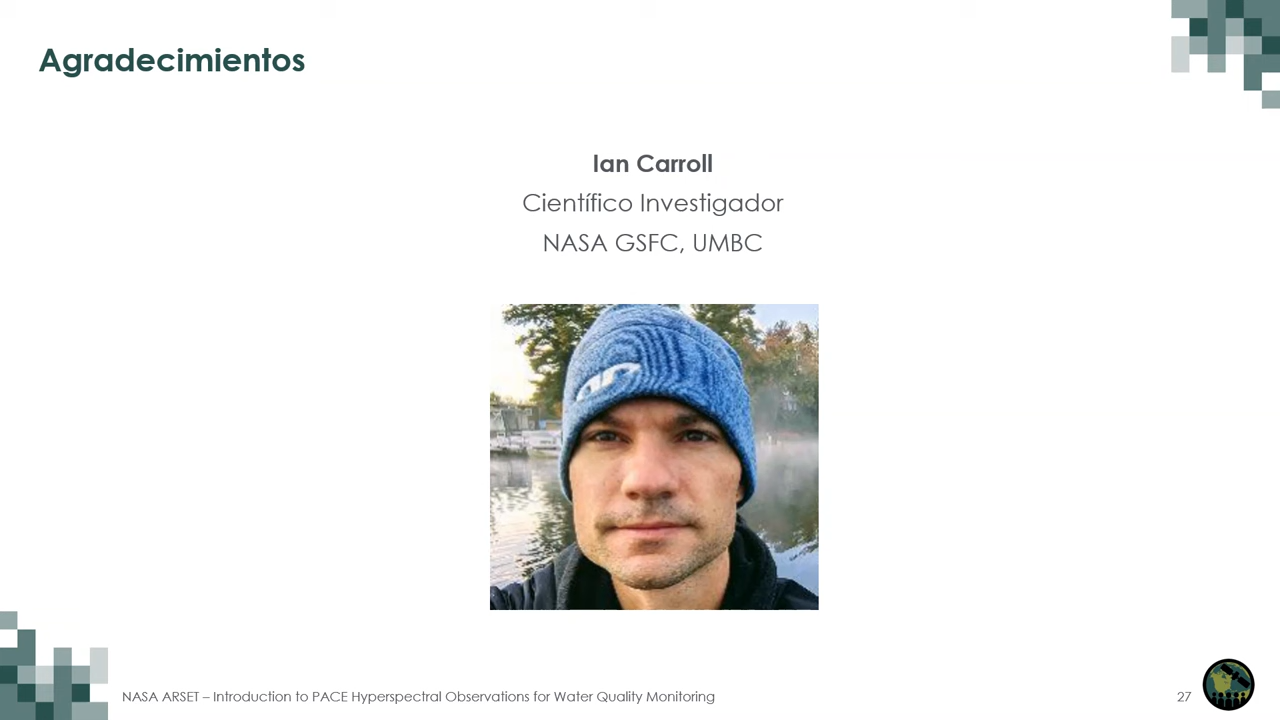 Agradecimientos
Ian Carroll
Científico Investigador
NASA GSFC, UMBC
NASA ARSET – Introduction to PACE Hyperspectral Observations for Water Quality Monitoring
27